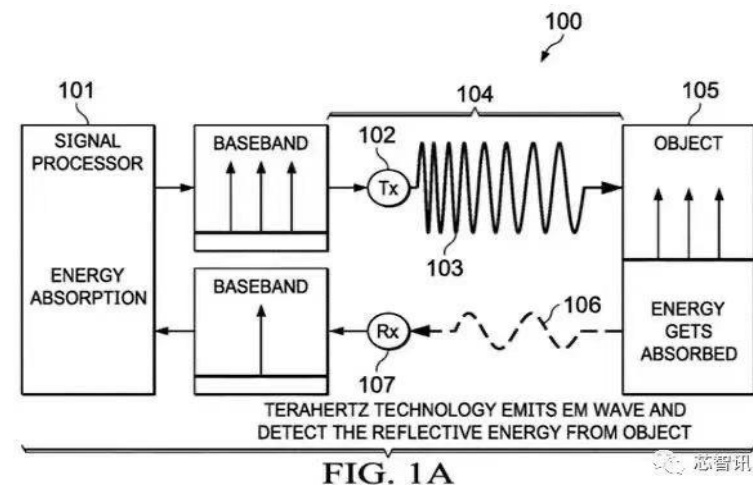 100
101
104
105
SIGNAL
PROCESSOR
BASEBAND
102
Tx
OBJECT
103
ENERGY
ABSORPTION
BASEBAND
106
Rx
107
ENERGY
GETS
ABSORBED
TERAHERTZ TECHNOLOGY EMITS EM WAVE AND
DETECT THE REFLECTIVE ENERGY FROM OBJECT
FIG. 1A
芯智讯